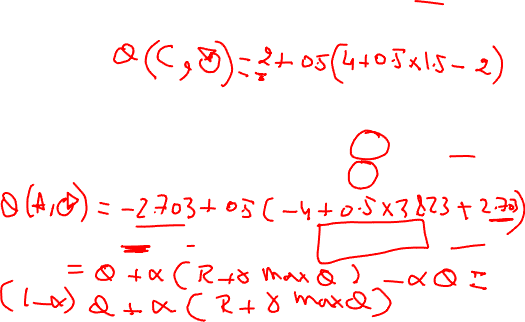 Q(C,↻)=2+0.5(4+0.5×1.5-2)
8
Q(A,↻)=-2.703+0.5(-4+0.5×3.823+2.703)
=Q+α(R+γ max Q)-αQ=
(1-α)Q+α(R+γ max Q)